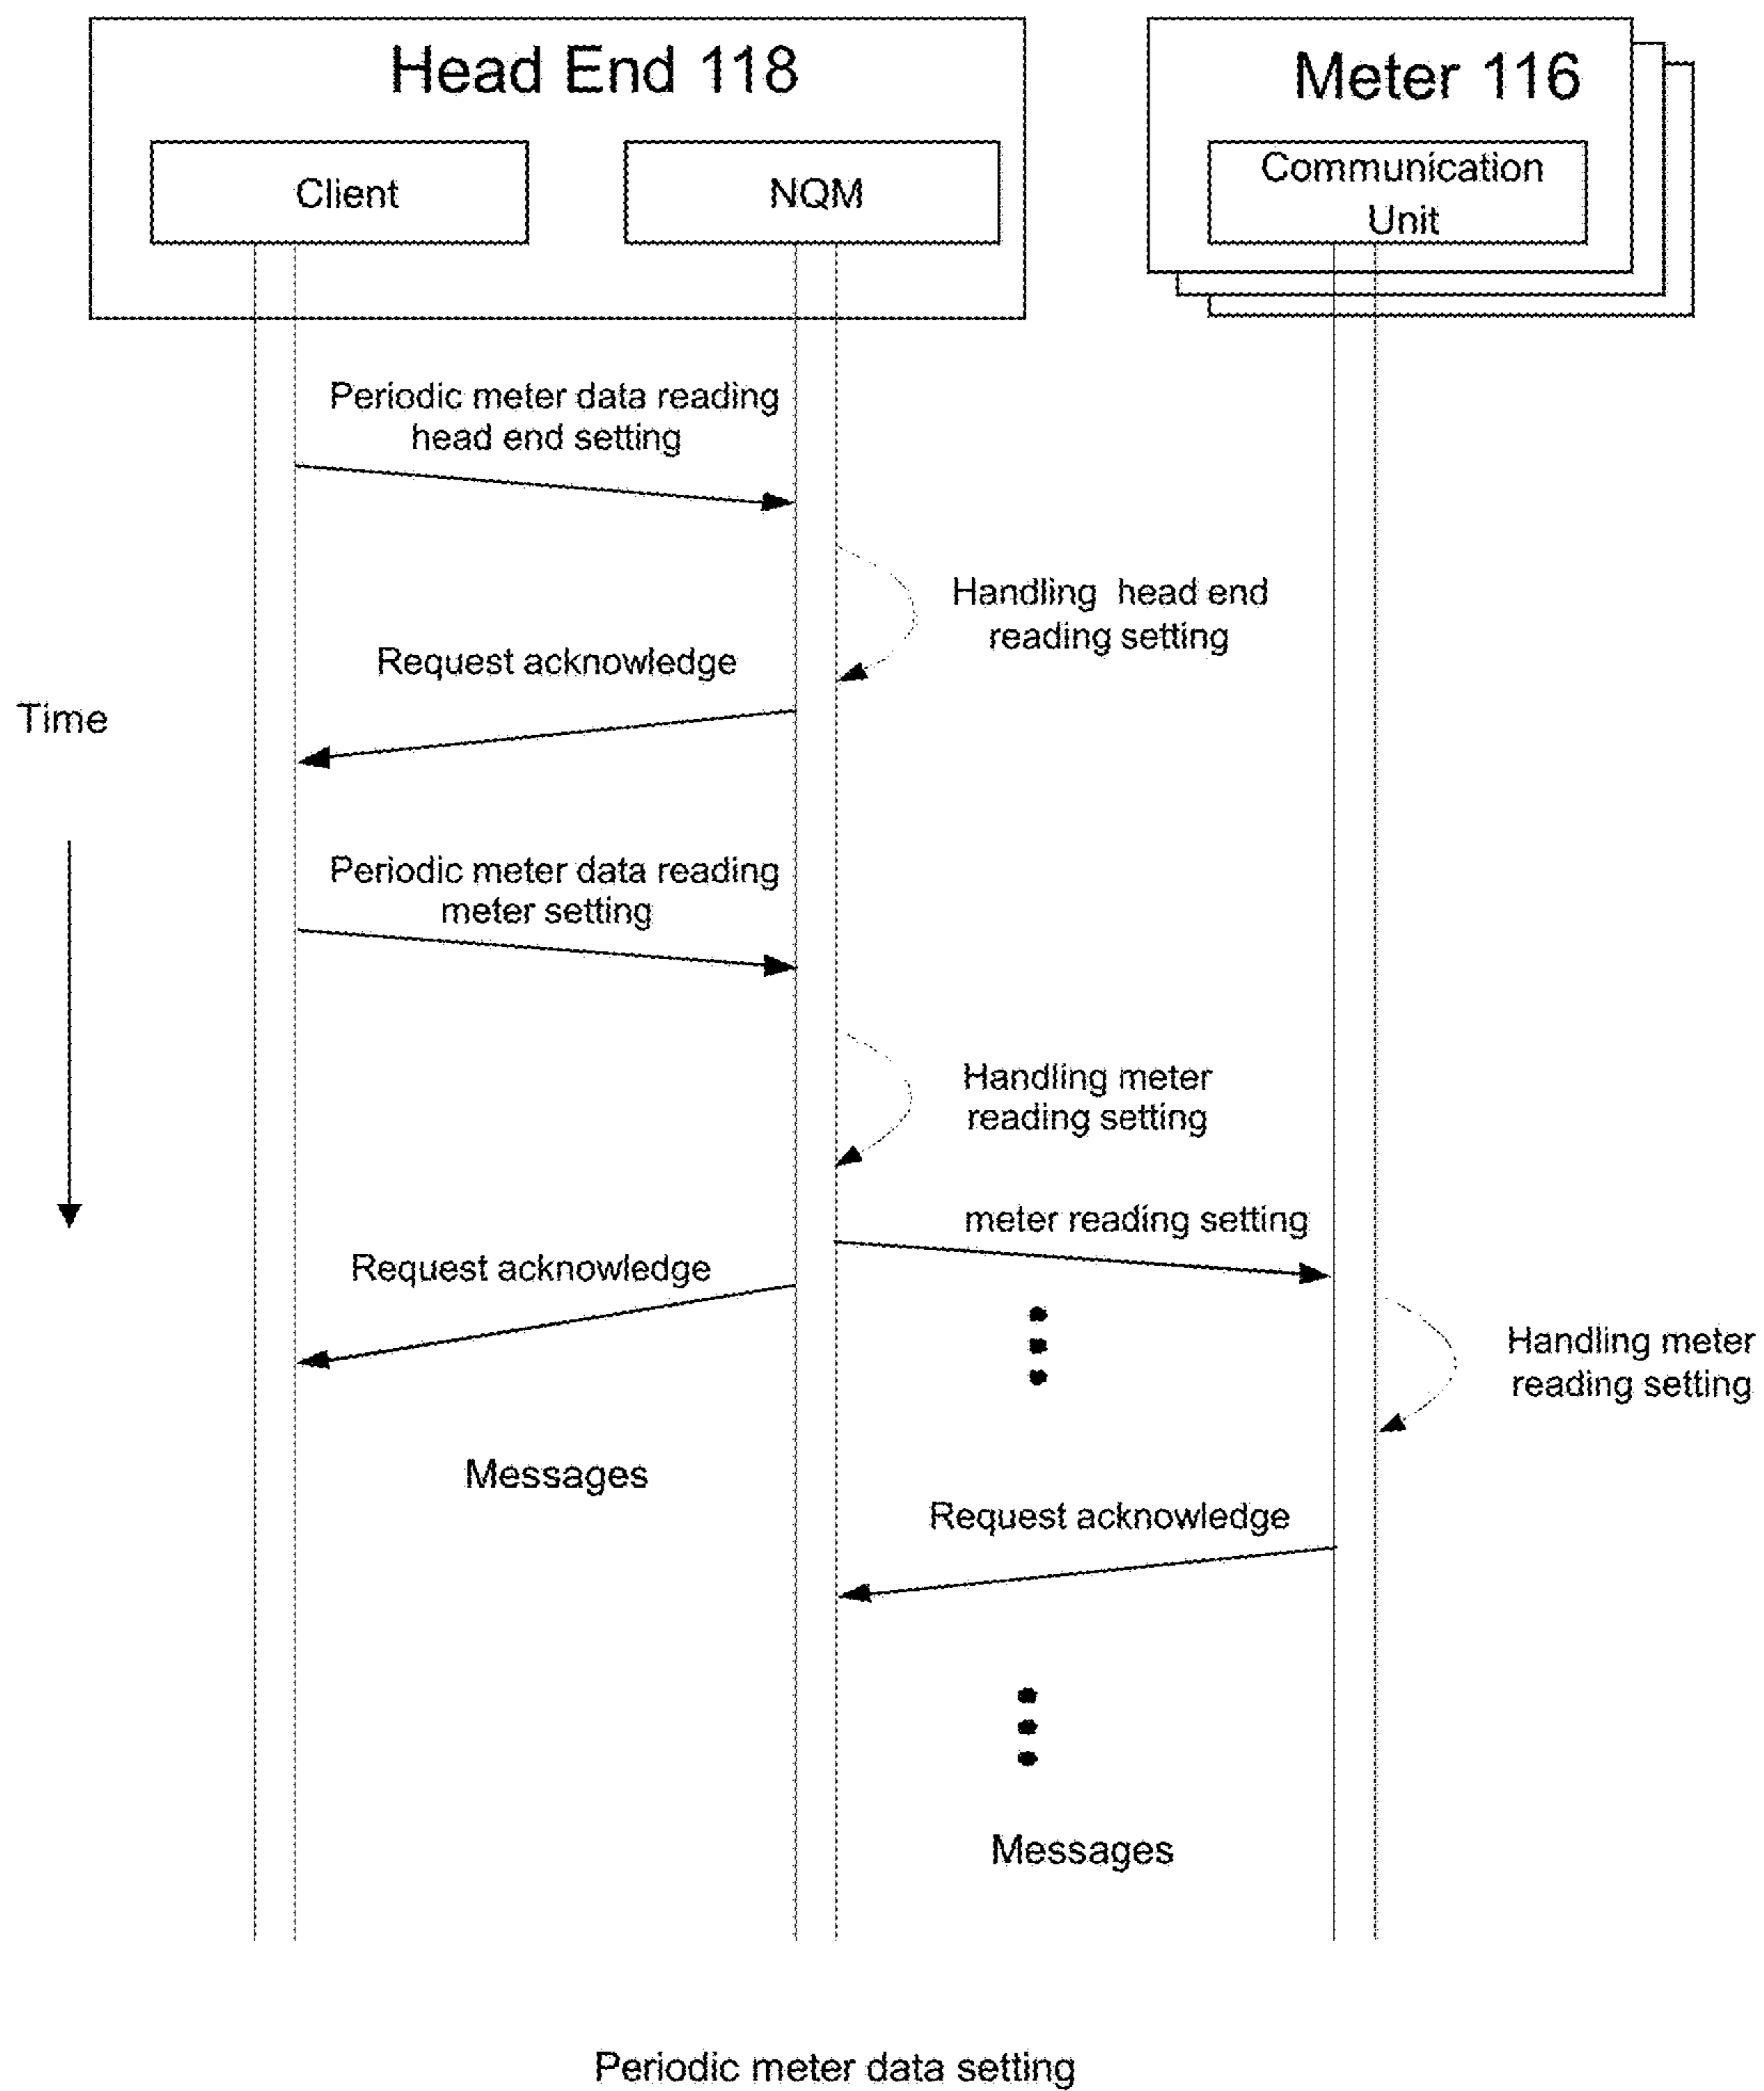 Head End 118
Meter 116
Client
NQM
Communication
Unit
Periodic meter data reading
head end setting
Handling head end
reading setting
Request acknowledge
Time
Periodic meter data reading
meter setting
Handling meter
reading setting
meter reading setting
Request acknowledge
Handling meter
reading setting
Messages
Request acknowledge
Messages
Periodic meter data setting